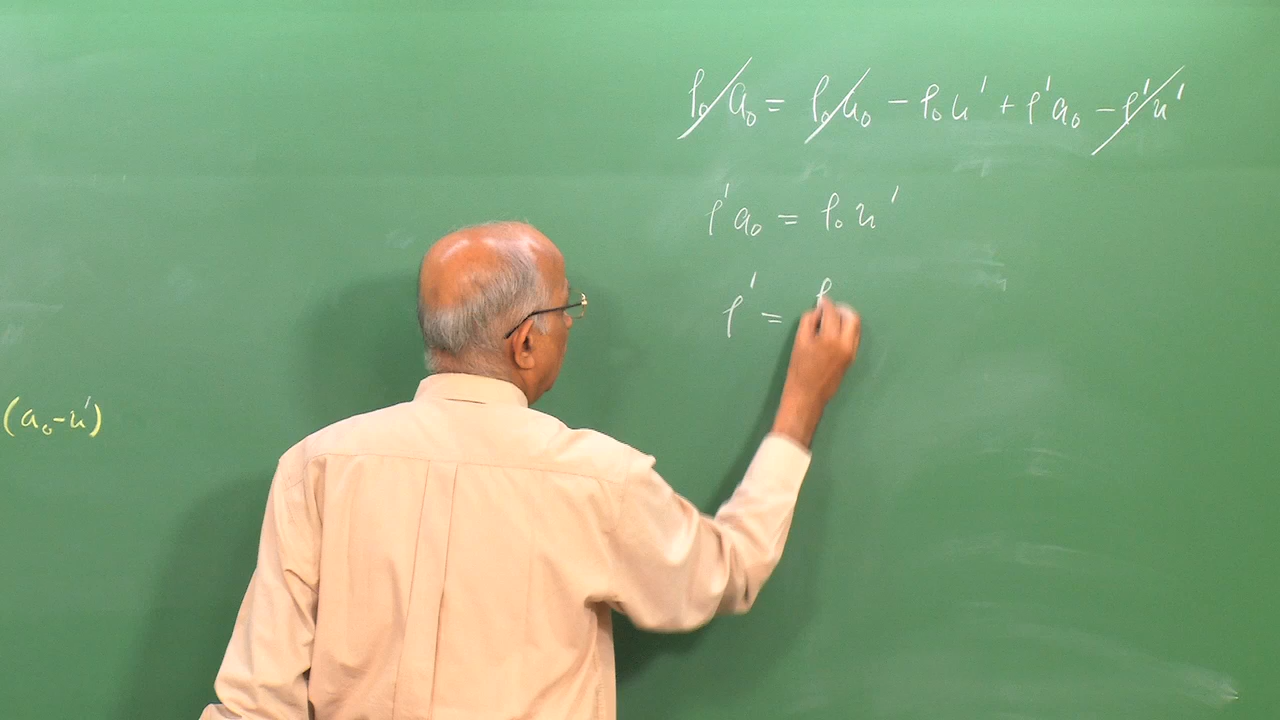 ρ₀a₀ = ρ₀a₀ − ρ₀u' + ρ'a₀ − ρ'u'
ρ'a₀ = ρ₀u'
ρ' = ρ
(a₀-u')